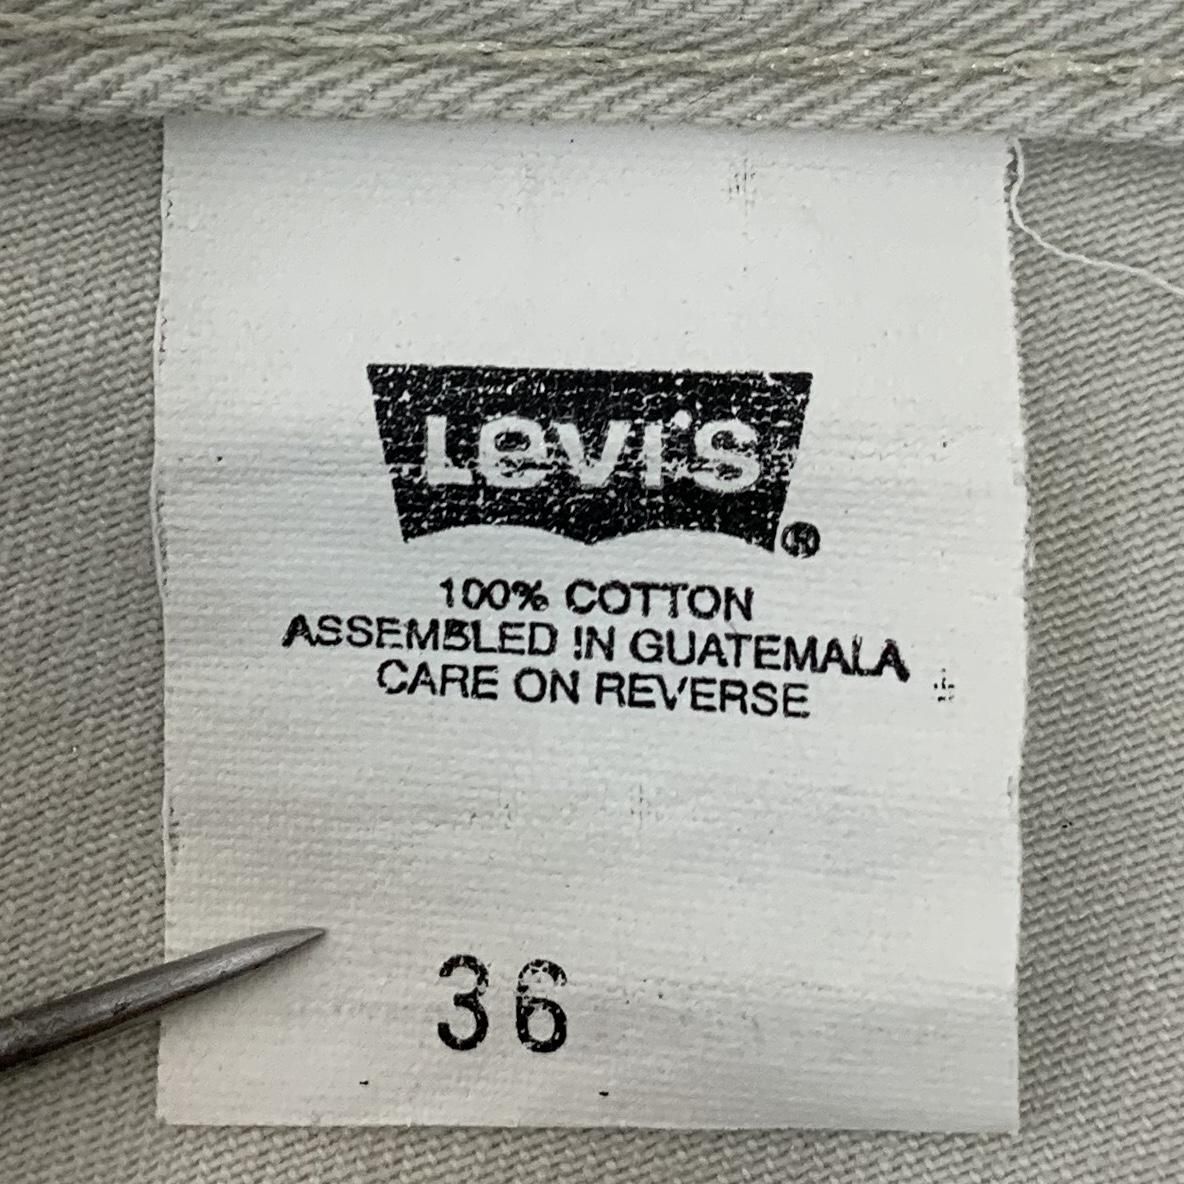 Levi's
®
100% COTTON
ASSEMBLED IN GUATEMALA
CARE ON REVERSE
36